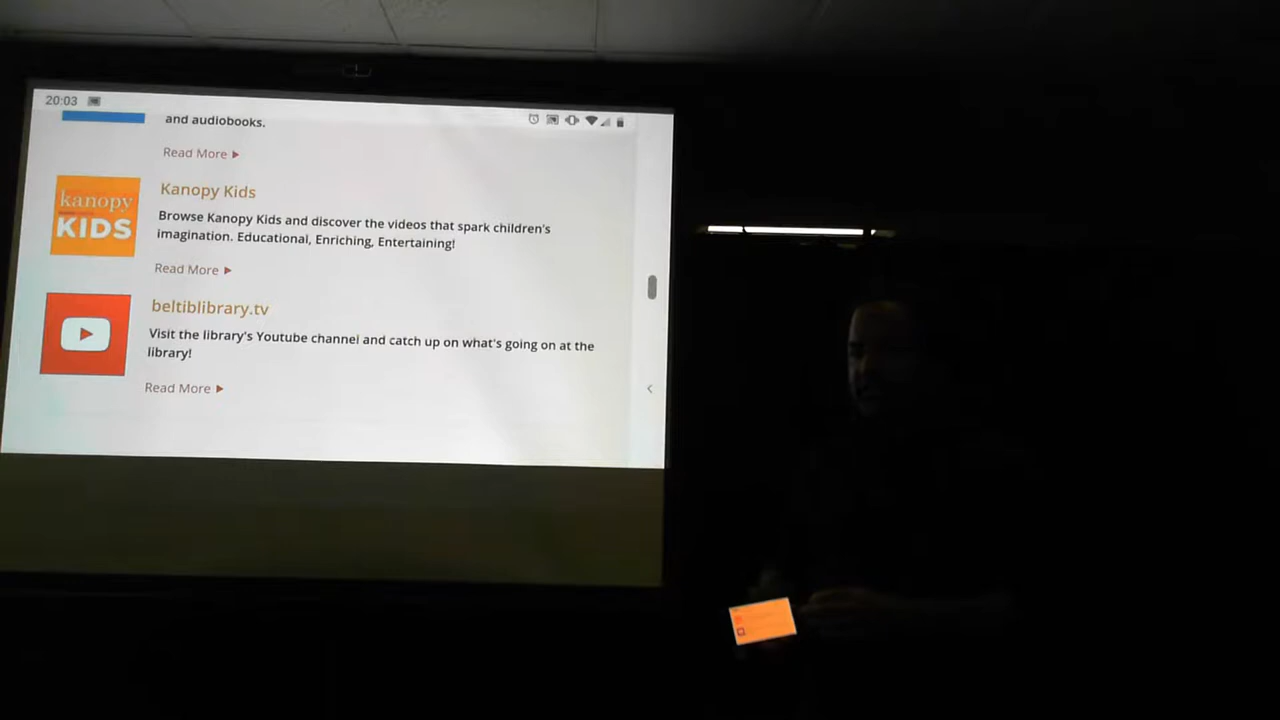 20:03
and audiobooks.
Read More
kanopy
KIDS
Kanopy Kids
Browse Kanopy Kids and discover the videos that spark children's
imagination. Educational, Enriching, Entertaining!
Read More
beltiblibrary.tv
Visit the library's Youtube channel and catch up on what's going on at the
library!
Read More